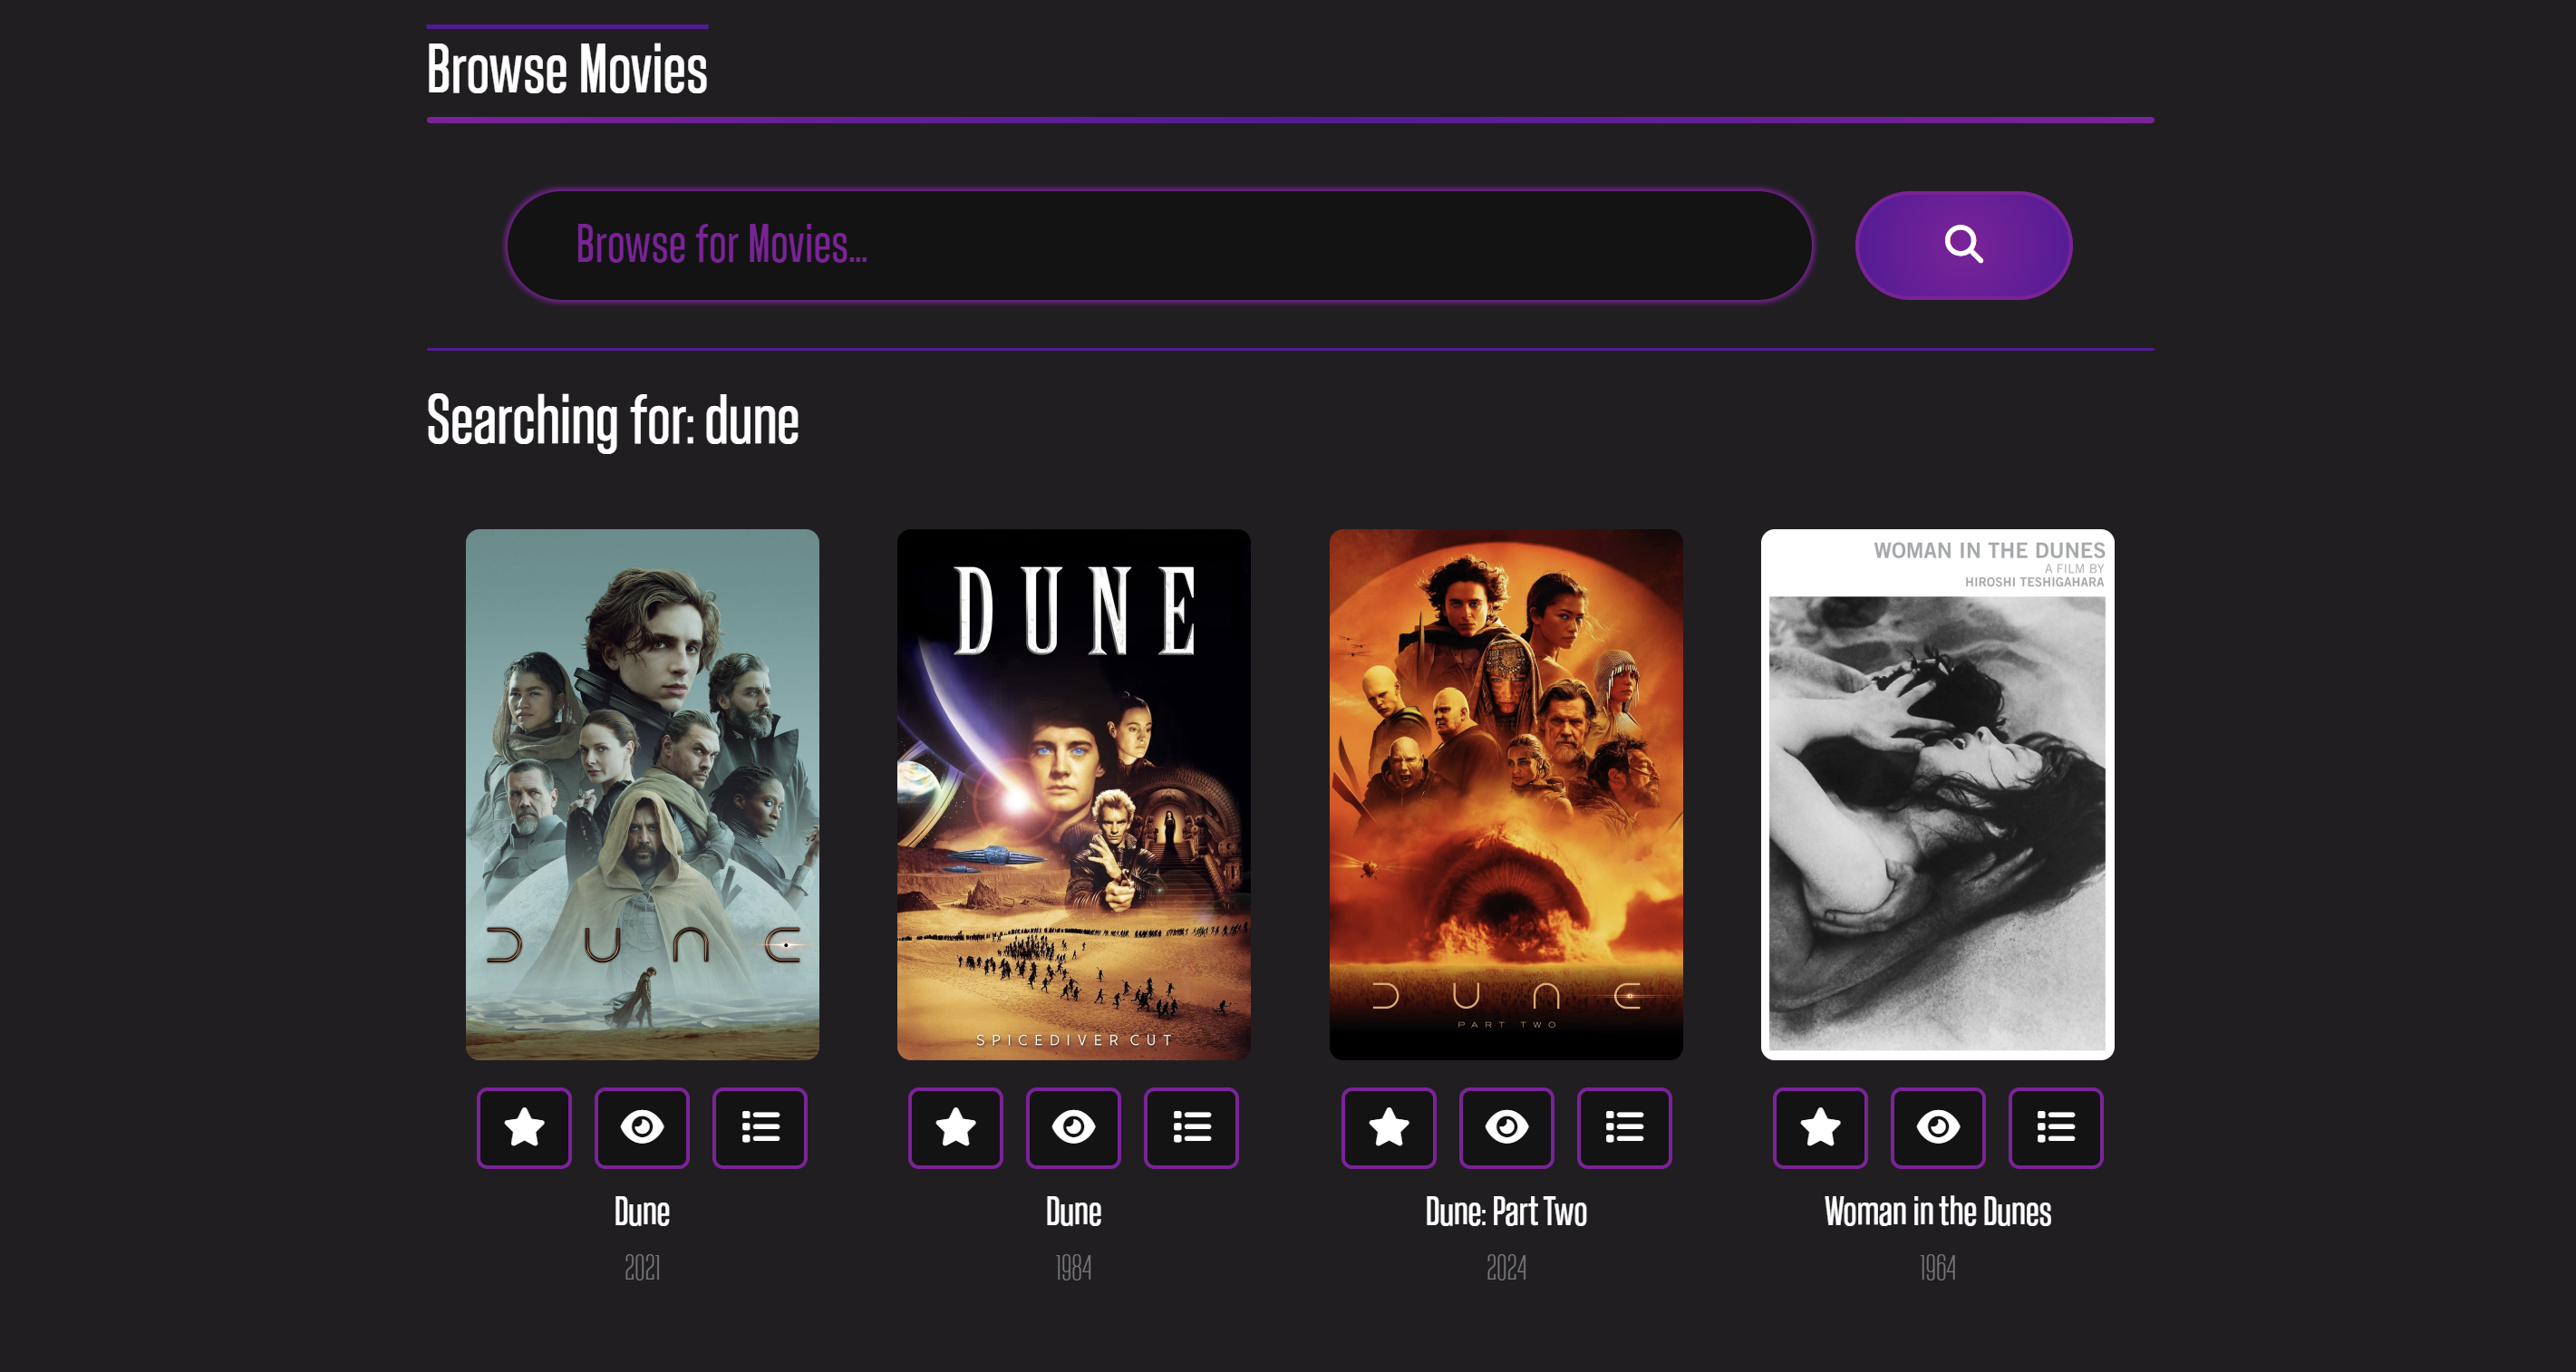 Browse Movies
Browse for Movies...
Searching for: dune
WOMAN IN THE DUNES
A FILM BY
HIROSHI TESHIGAHARA
DUNE
DUNE
DUNE
PART TWO
SPICEDIVER CUT
Dune
Dune
Dune: Part Two
Woman in the Dunes
2021
1984
2024
1964